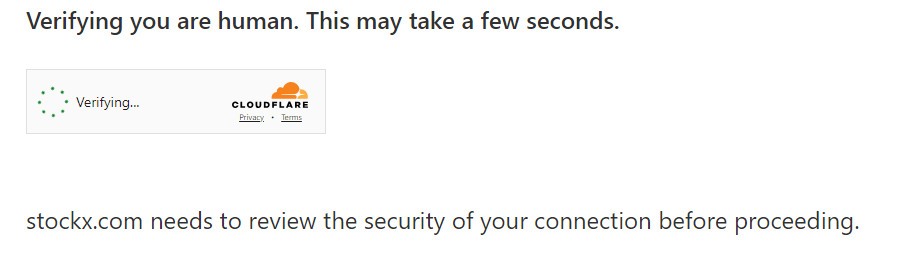 Verifying you are human. This may take a few seconds.
Verifying...
CLOUDFLARE
Privacy • Terms
stockx.com needs to review the security of your connection before proceeding.